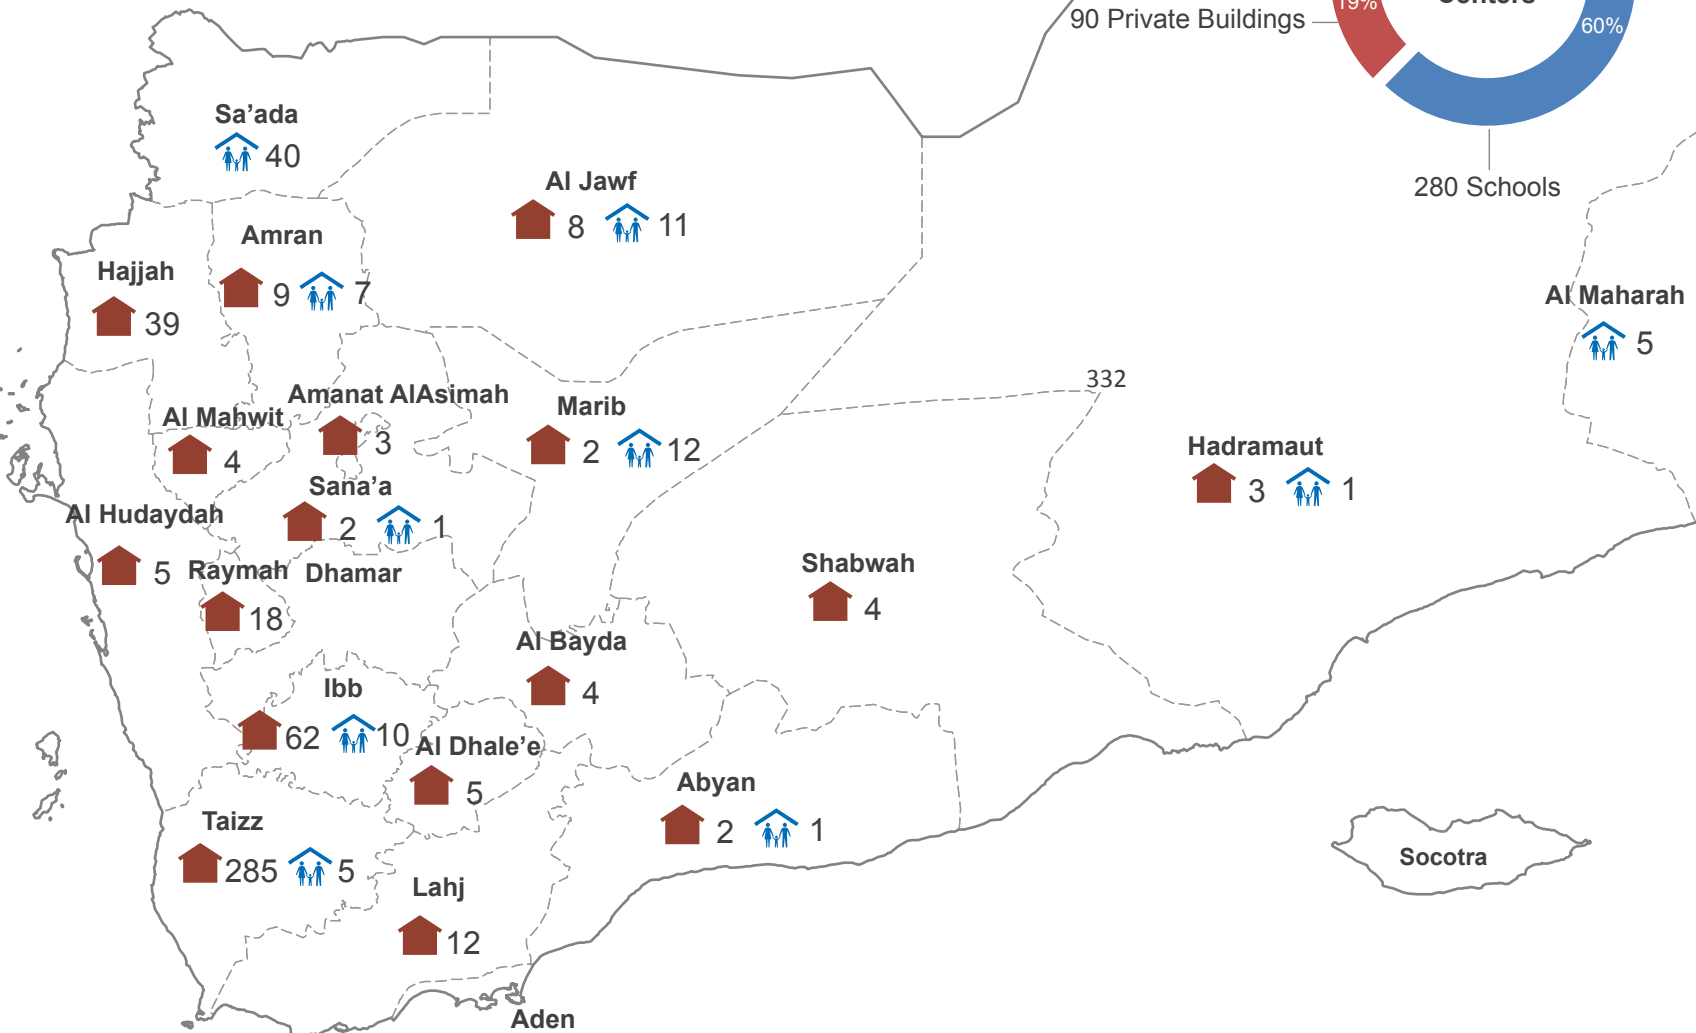 19%
Centers
90 Private Buildings
60%
280 Schools
Sa’ada
40
Al Jawf
8 11
Amran
9 7
Hajjah
39
Al Maharah
5
332
Amanat AlAsimah
3
Marib
2 12
Al Mahwit
4
Hadramaut
3 1
Sana’a
2 1
Al Hudaydah
5
Raymah
18
Dhamar
Shabwah
4
Al Bayda
4
Ibb
62 10
Al Dhale’e
5
Abyan
2 1
Taizz
285 5
Socotra
Lahj
12
Aden